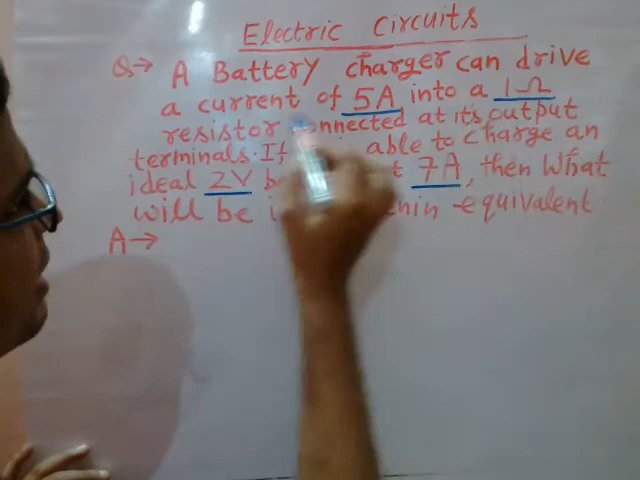 Electric Circuits
Q→ A Battery charger can drive
a current of 5A into a 1Ω
resistor connected at its output
terminals. If able to charge an
ideal 2V 7A, then What
will be equivalent
A→